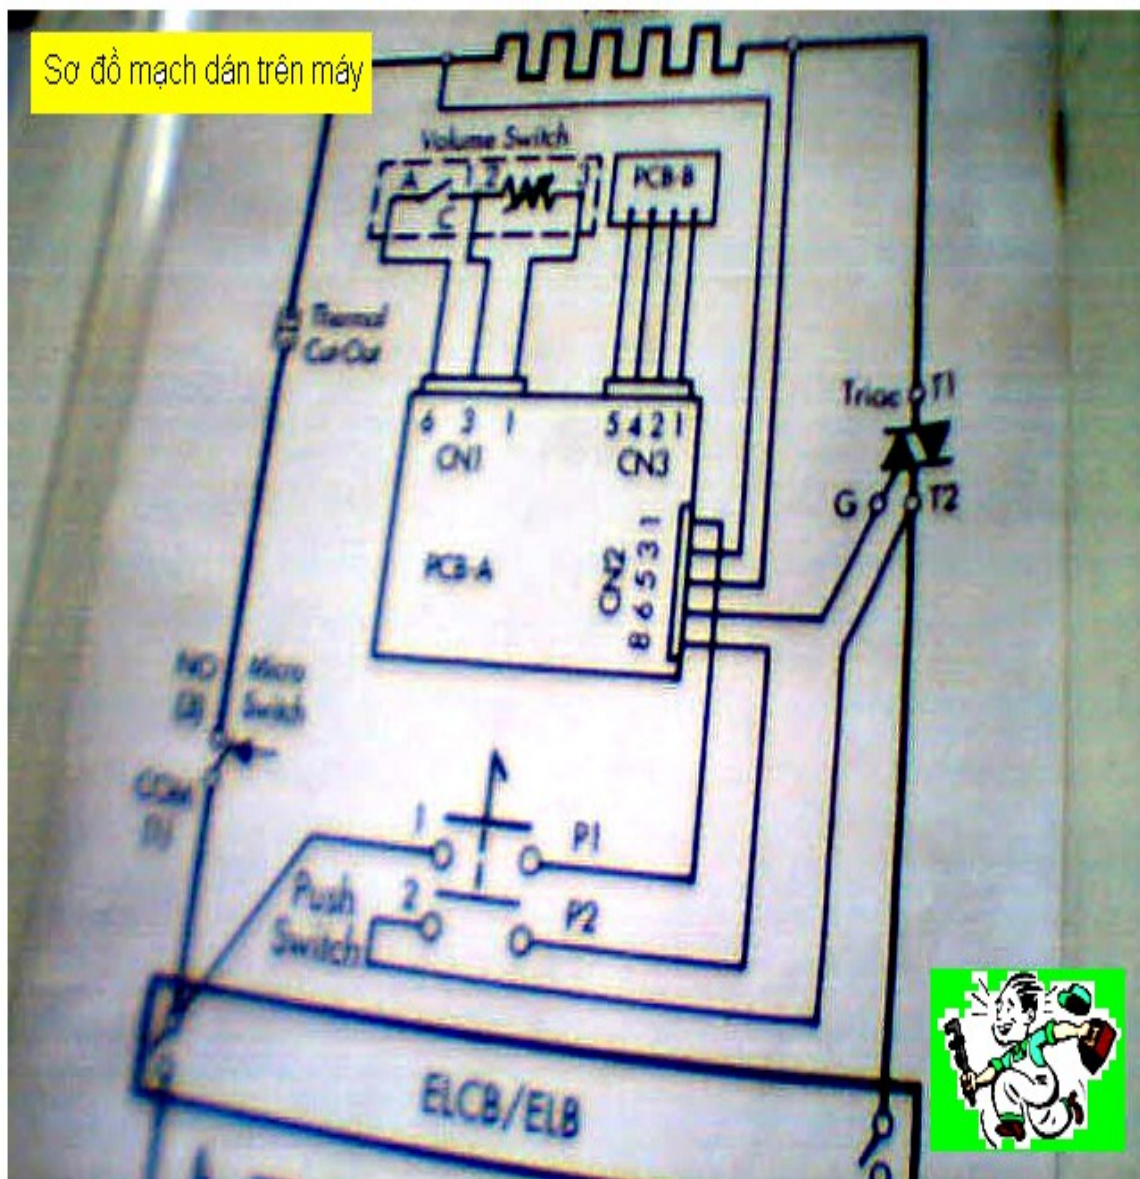 Sơ đồ mạch dán trên máy
Volume Switch
A 1 2 3
C
PCB-B
Thermal
Cut-Out
Triac T1
6 3 1
CN1
5 4 2 1
CN3
G T2
PCB-A
CN2
8 6 5 3 1
NO Micro
Switch
COM
1 P1
Push 2 P2
Switch
ELCB/ELB